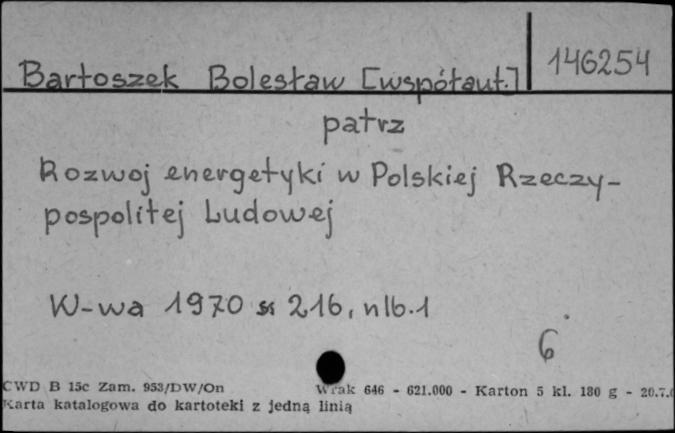 Bartoszek Bolesław [współaut.] 146254
patrz
Rozwoj energetyki w Polskiej Rzeczy-
pospolitej Ludowej
W-wa 1970 s. 216, nlb. 1
6
CWD B 15c Zam. 953/DW/On Wrak 646 - 621.000 - Karton 5 kl. 180 g - 20.7.
Karta katalogowa do kartoteki z jedną linią